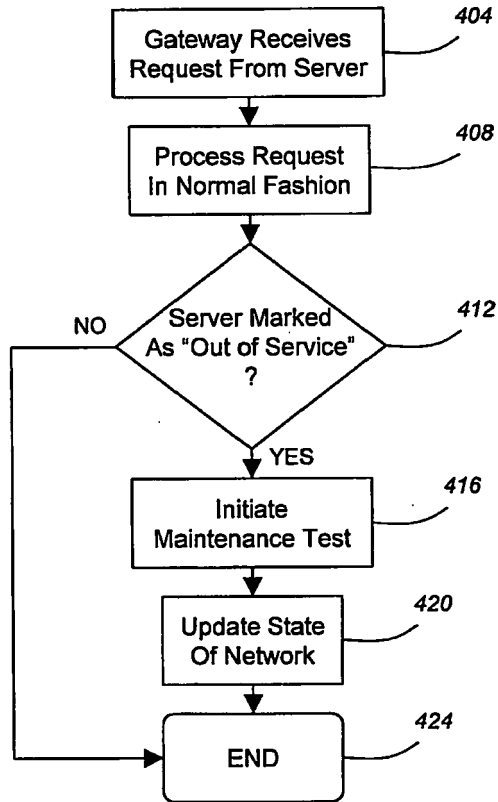 404
Gateway Receives
Request From Server
408
Process Request
In Normal Fashion
412
NO
Server Marked
As "Out of Service"
?
YES
416
Initiate
Maintenance Test
420
Update State
Of Network
424
END